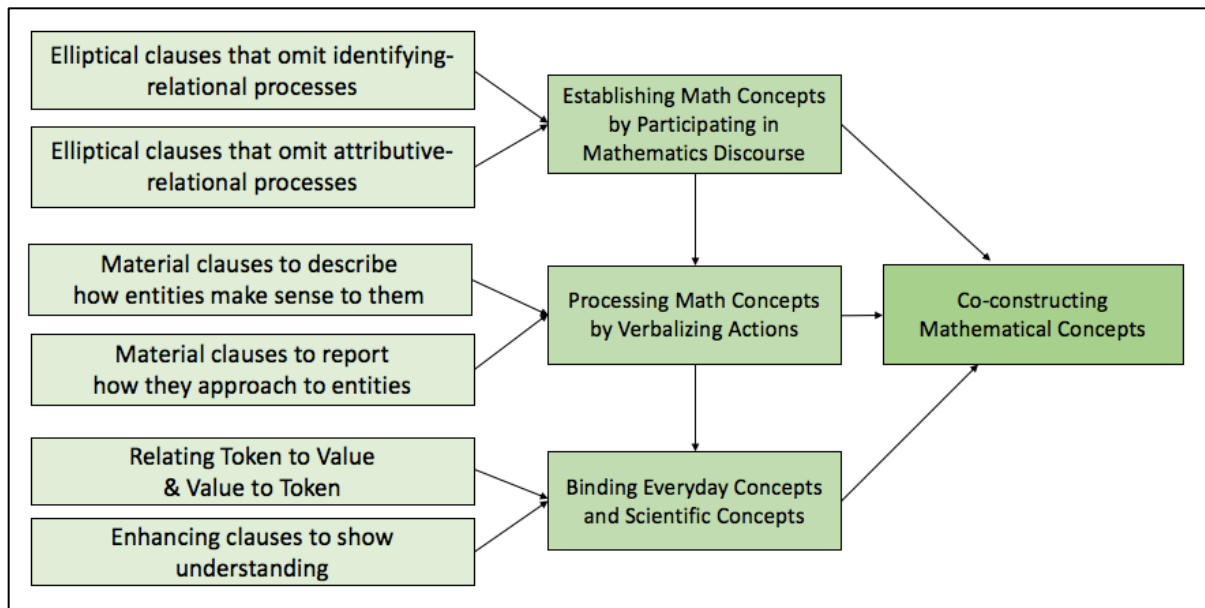 Elliptical clauses that omit identifying-
relational processes
Elliptical clauses that omit attributive-
relational processes
Material clauses to describe
how entities make sense to them
Material clauses to report
how they approach to entities
Relating Token to Value
& Value to Token
Enhancing clauses to show
understanding
Establishing Math Concepts
by Participating in
Mathematics Discourse
Processing Math Concepts
by Verbalizing Actions
Binding Everyday Concepts
and Scientific Concepts
Co-constructing
Mathematical Concepts